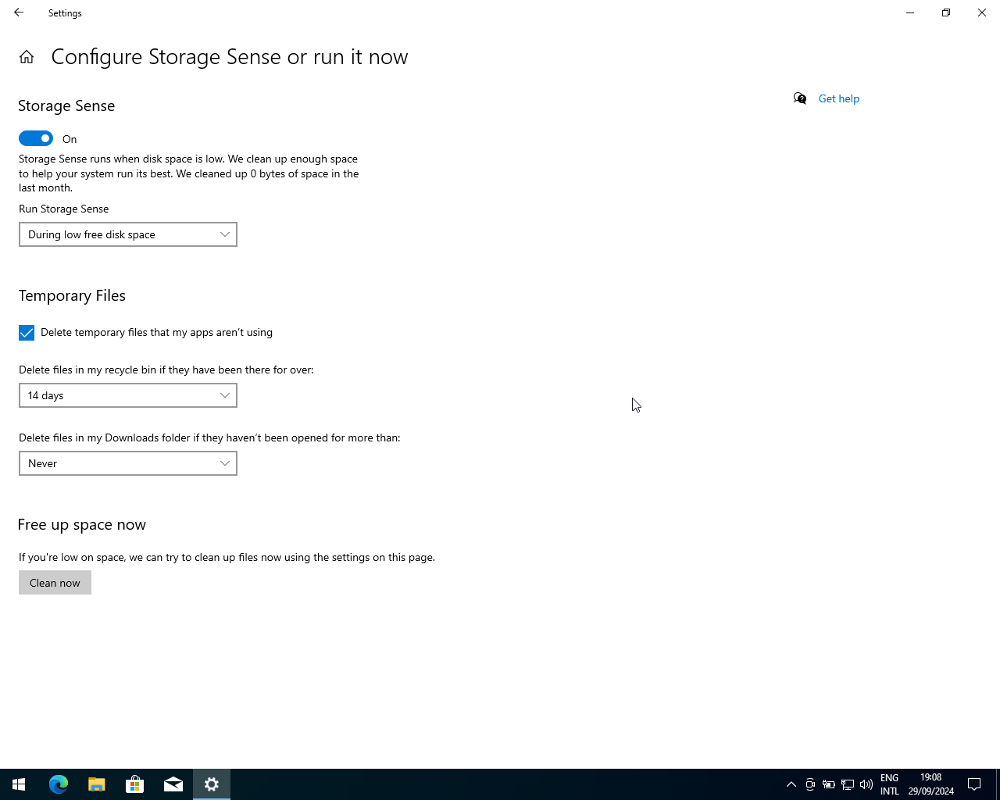 Settings
Configure Storage Sense or run it now
Storage Sense
Get help
On
Storage Sense runs when disk space is low. We clean up enough space
to help your system run its best. We cleaned up 0 bytes of space in the
last month.
Run Storage Sense
During low free disk space
Temporary Files
Delete temporary files that my apps aren't using
Delete files in my recycle bin if they have been there for over:
14 days
Delete files in my Downloads folder if they haven't been opened for more than:
Never
Free up space now
If you're low on space, we can try to clean up files now using the settings on this page.
Clean now
ENG
INTL
19:08
29/09/2024